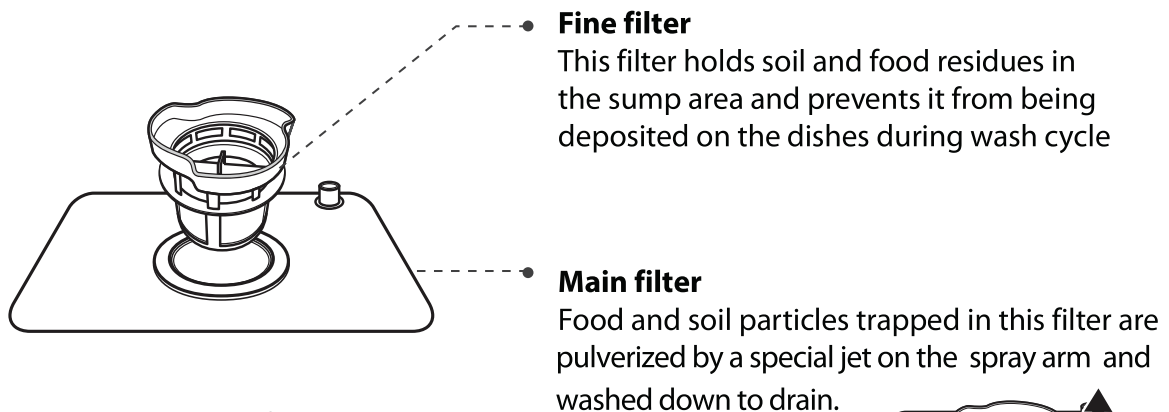 Fine filter
This filter holds soil and food residues in
the sump area and prevents it from being
deposited on the dishes during wash cycle
Main filter
Food and soil particles trapped in this filter are
pulverized by a special jet on the spray arm and
washed down to drain.